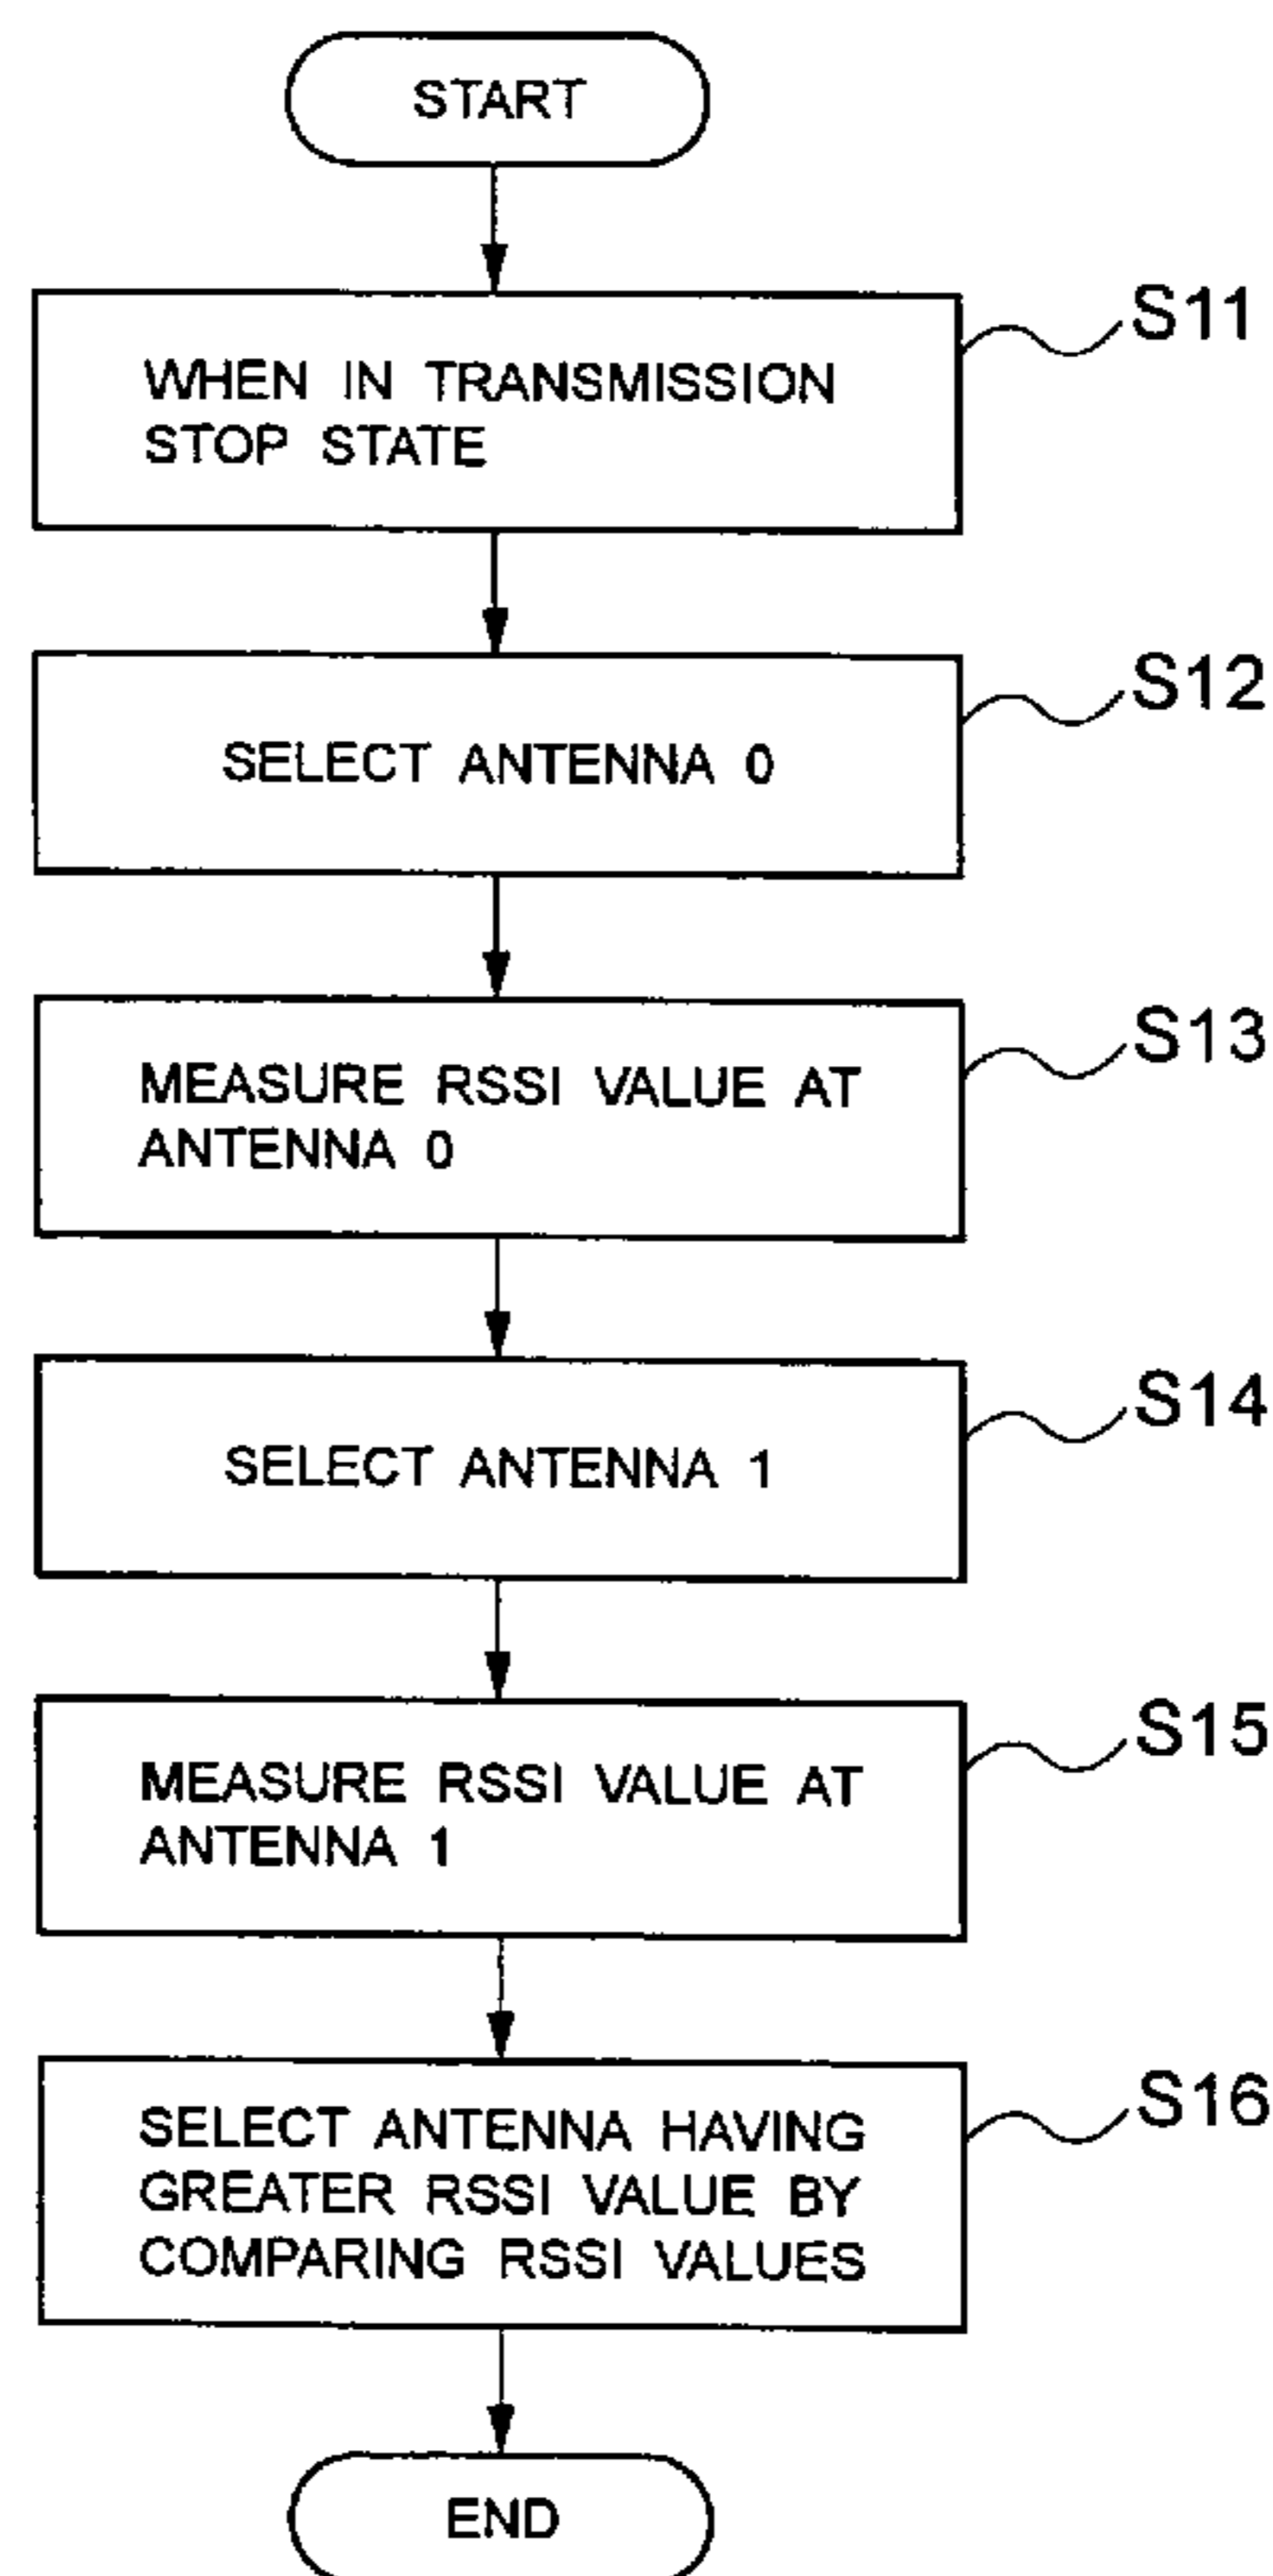 START
WHEN IN TRANSMISSION
STOP STATE
S11
SELECT ANTENNA 0
S12
MEASURE RSSI VALUE AT
ANTENNA 0
S13
SELECT ANTENNA 1
S14
MEASURE RSSI VALUE AT
ANTENNA 1
S15
SELECT ANTENNA HAVING
GREATER RSSI VALUE BY
COMPARING RSSI VALUES
S16
END